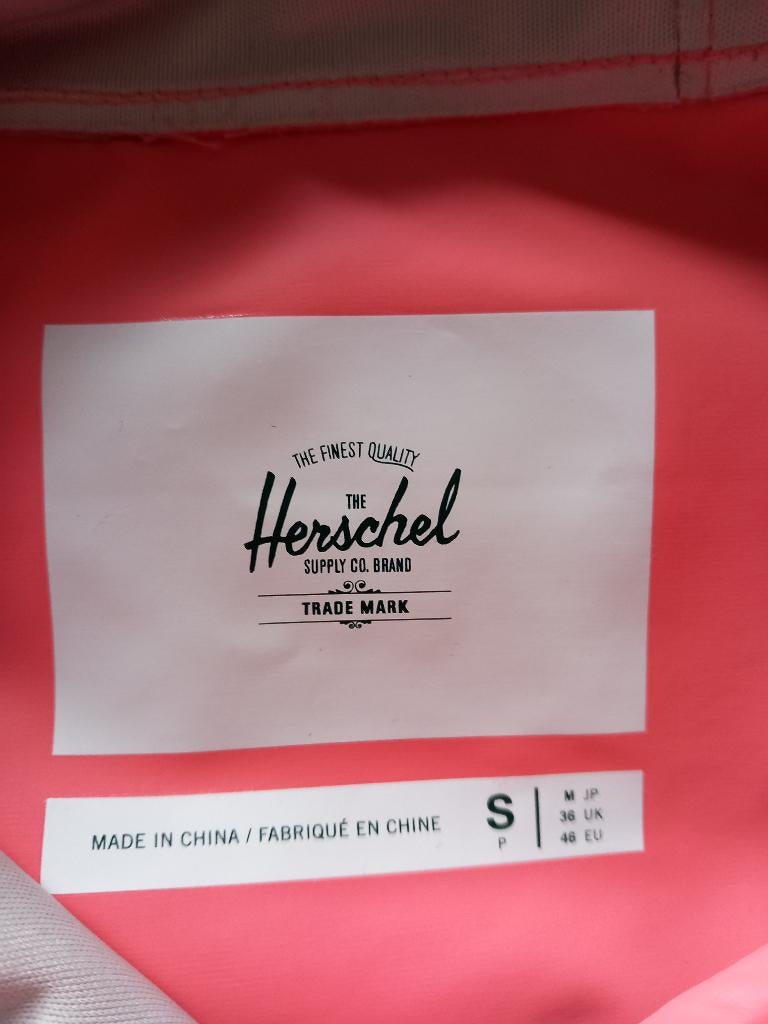 THE FINEST QUALITY
THE
Herschel
SUPPLY CO. BRAND
TRADE MARK
MADE IN CHINA / FABRIQUÉ EN CHINE
S
P
M JP
36 UK
46 EU